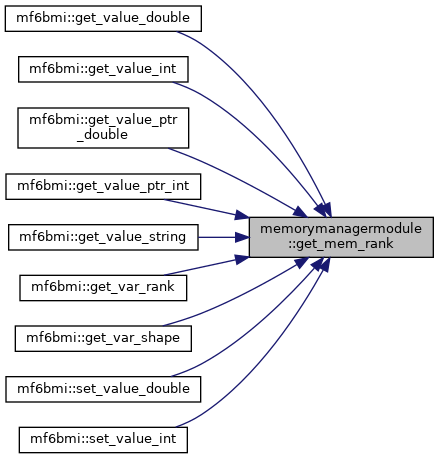 mf6bmi::get_value_double
mf6bmi::get_value_int
mf6bmi::get_value_ptr
_double
mf6bmi::get_value_ptr_int
mf6bmi::get_value_string
mf6bmi::get_var_rank
mf6bmi::get_var_shape
mf6bmi::set_value_double
mf6bmi::set_value_int
memorymanagermodule
::get_mem_rank